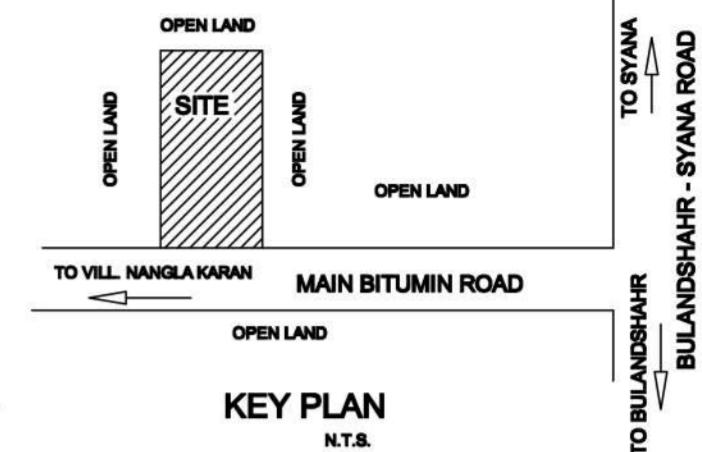 OPEN LAND
SITE
OPEN LAND
OPEN LAND
OPEN LAND
TO SYANA
BULANDSHAHR - SYANA ROAD
TO VILL. NANGLA KARAN
MAIN BITUMIN ROAD
OPEN LAND
TO BULANDSHAHR
KEY PLAN
N.T.S.